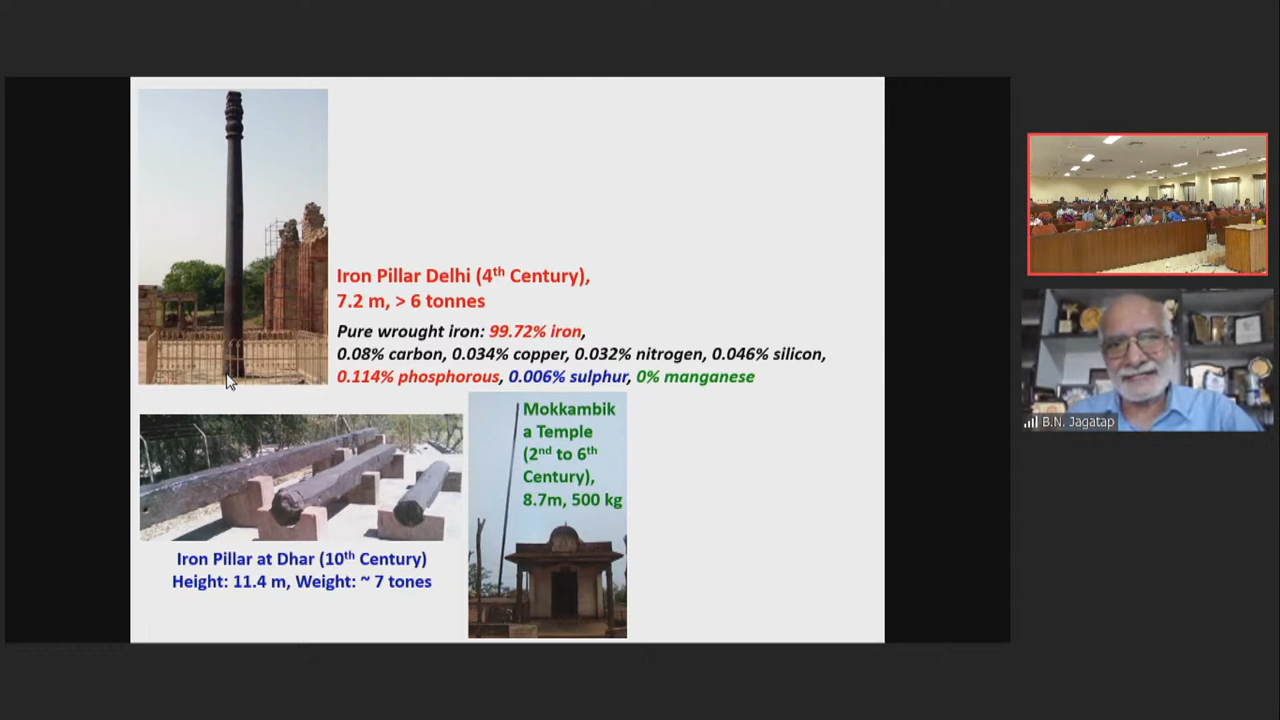 Iron Pillar Delhi (4th Century),
7.2 m, > 6 tonnes
Pure wrought iron: 99.72% iron,
0.08% carbon, 0.034% copper, 0.032% nitrogen, 0.046% silicon,
0.114% phosphorous, 0.006% sulphur, 0% manganese
Mokkambik
a Temple
(2nd to 6th
Century),
8.7m, 500 kg
Iron Pillar at Dhar (10th Century)
Height: 11.4 m, Weight: ~ 7 tones
B.N. Jagatap